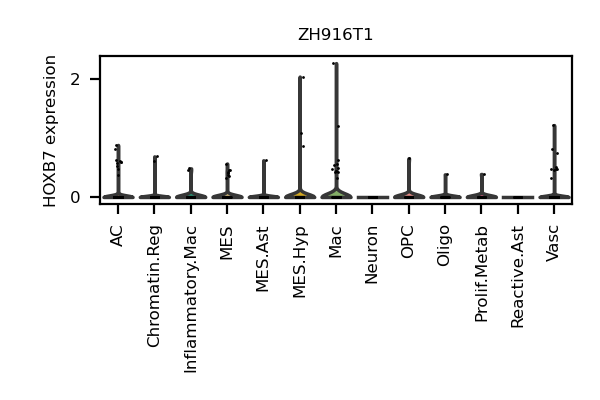 ZH916T1
HOXB7 expression
2
0
AC
Chromatin.Reg
Inflammatory.Mac
MES
MES.Ast
MES.Hyp
Mac
Neuron
OPC
Oligo
Prolif.Metab
Reactive.Ast
Vasc